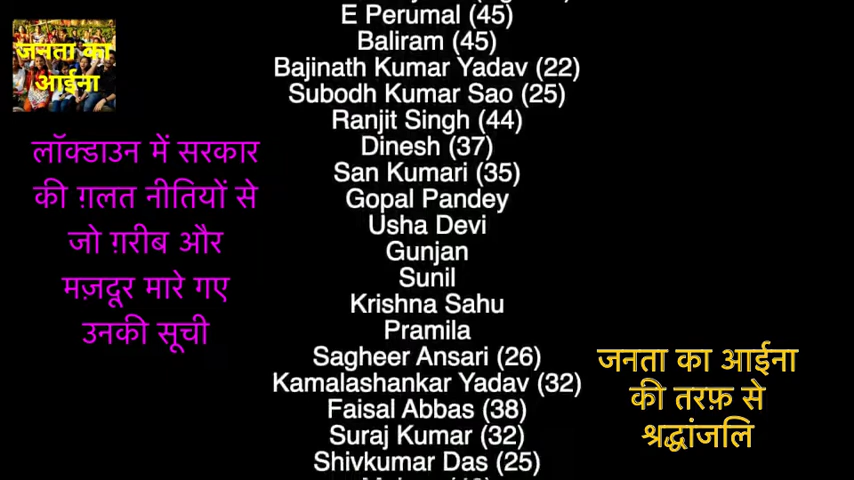 जनता का
आईना
लॉक्डाउन में सरकार
की ग़लत नीतियों से
जो ग़रीब और
मज़दूर मारे गए
उनकी सूची
E Perumal (45)
Baliram (45)
Bajinath Kumar Yadav (22)
Subodh Kumar Sao (25)
Ranjit Singh (44)
Dinesh (37)
San Kumari (35)
Gopal Pandey
Usha Devi
Gunjan
Sunil
Krishna Sahu
Pramila
Sagheer Ansari (26)
Kamalashankar Yadav (32)
Faisal Abbas (38)
Suraj Kumar (32)
Shivkumar Das (25)
जनता का आईना
की तरफ़ से
श्रद्धांजलि